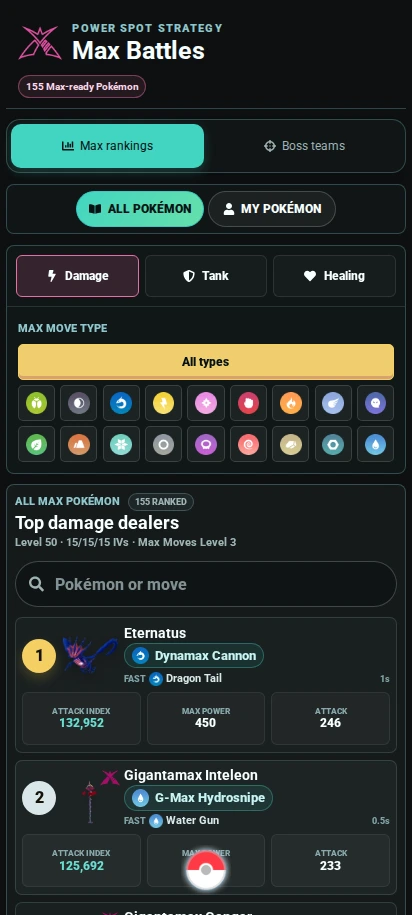 POWER SPOT STRATEGY
Max Battles
155 Max-ready Pokémon
Max rankings
Boss teams
ALL POKÉMON
MY POKÉMON
Damage
Tank
Healing
MAX MOVE TYPE
All types
ALL MAX POKÉMON 155 RANKED
Top damage dealers
Level 50 · 15/15/15 IVs · Max Moves Level 3
Pokémon or move
1
Eternatus
Dynamax Cannon
FAST Dragon Tail 1s
ATTACK INDEX MAX POWER ATTACK
132,952 450 246
2
Gigantamax Inteleon
G-Max Hydrosnipe
FAST Water Gun 0.5s
ATTACK INDEX ATTACK
125,692 233